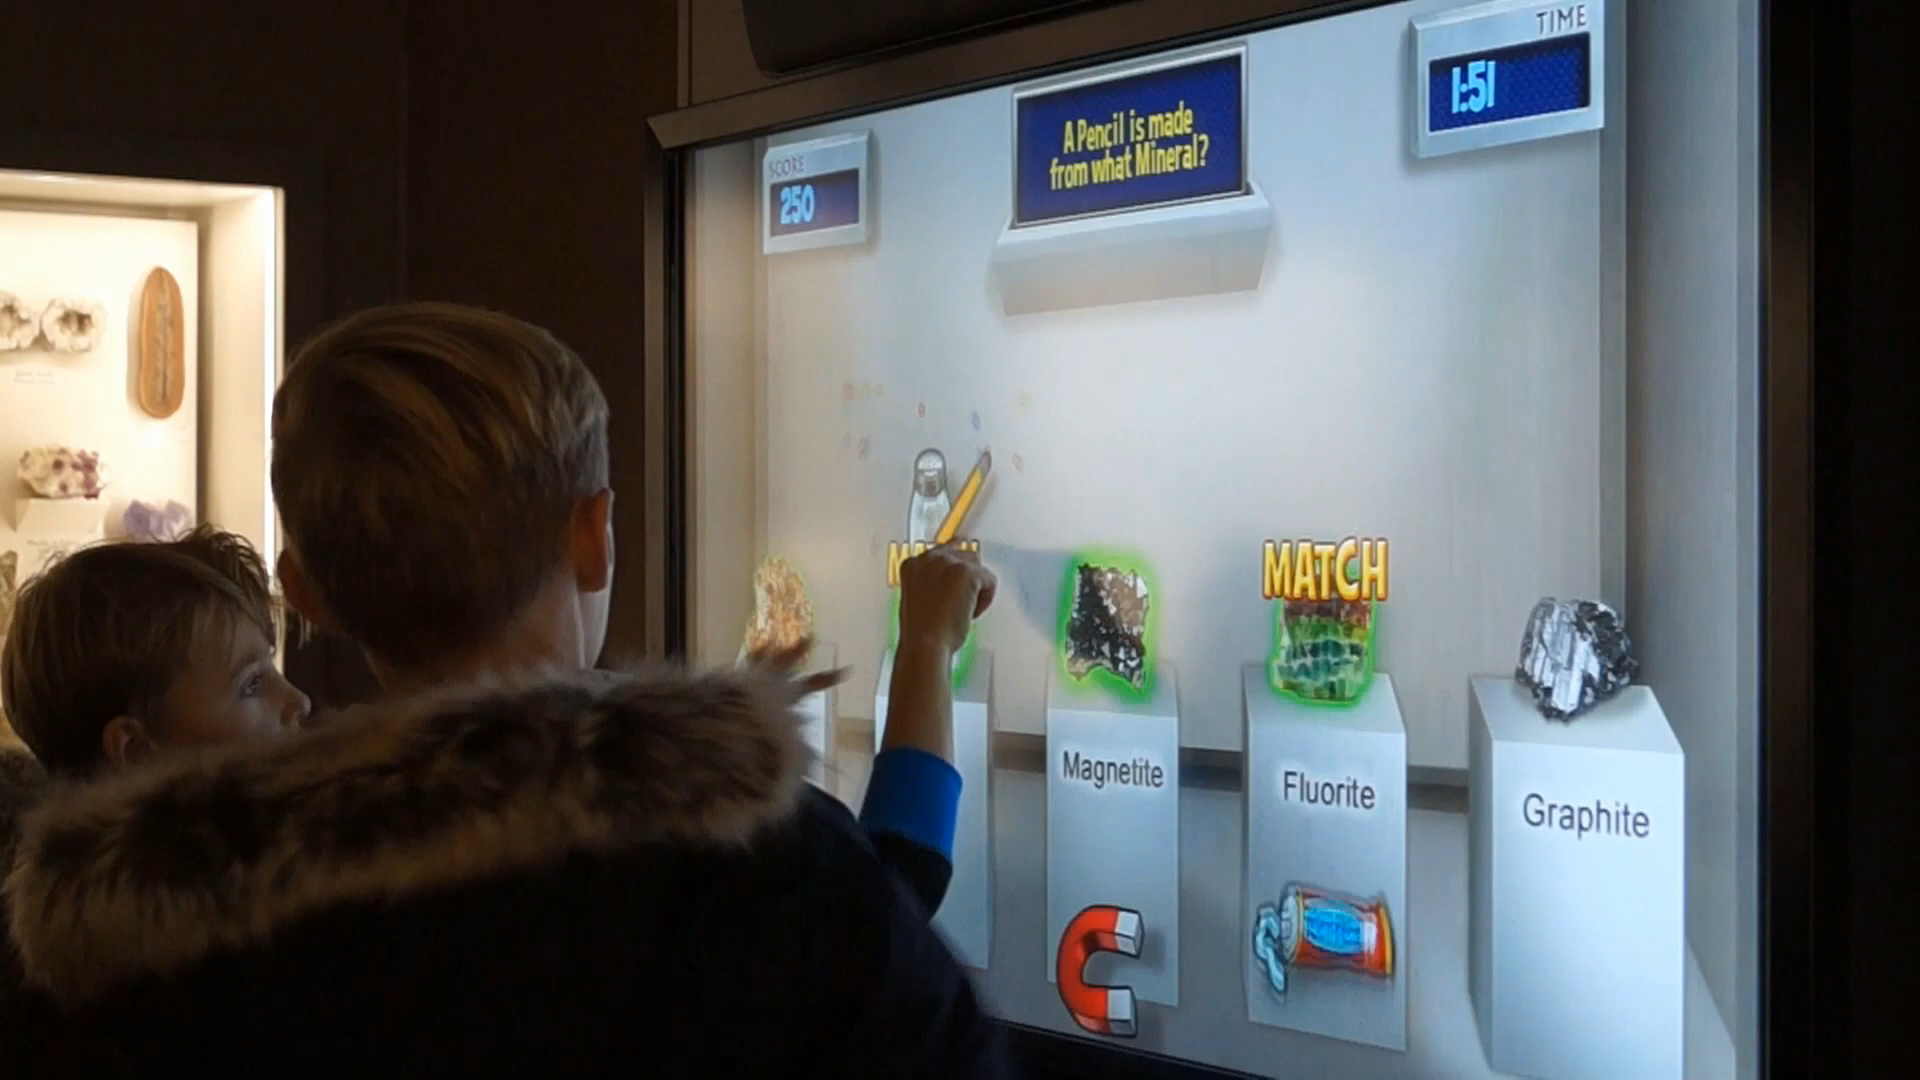 TIME
1:51
A Pencil is made
from what Mineral?
SCORE
250
MATCH
Magnetite
Fluorite
Graphite